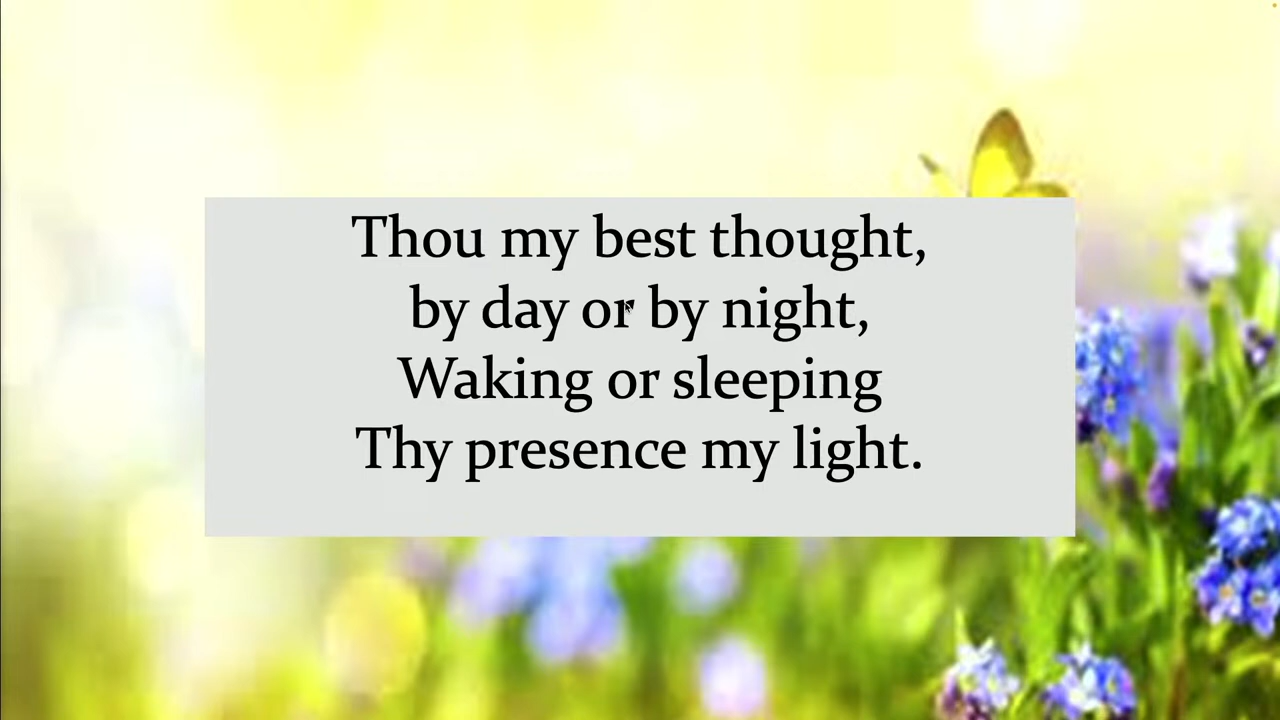 Thou my best thought,
by day or by night,
Waking or sleeping
Thy presence my light.